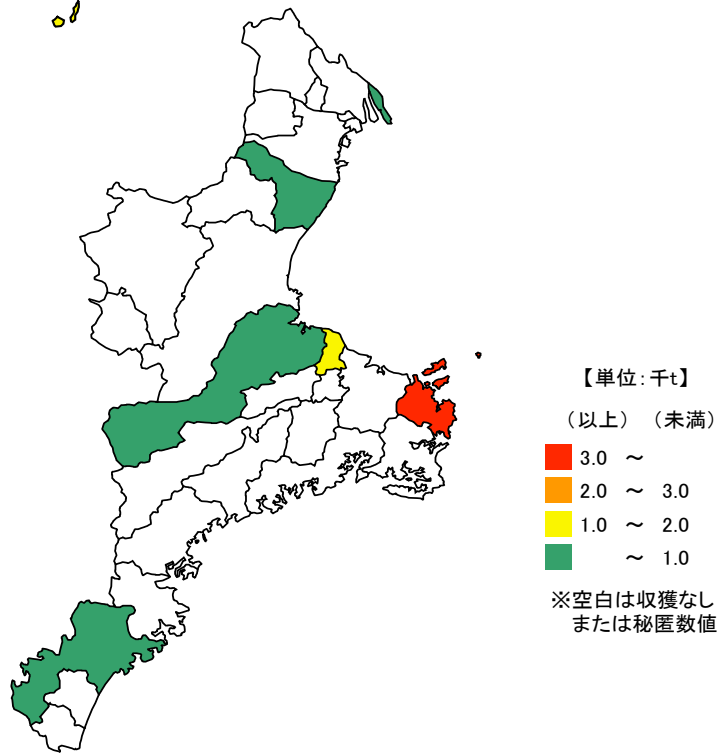 【単位:千t】
（以上） （未満）
3.0 ～
2.0 ～ 3.0
1.0 ～ 2.0
～ 1.0
※空白は収獲なし
または秘匿数値